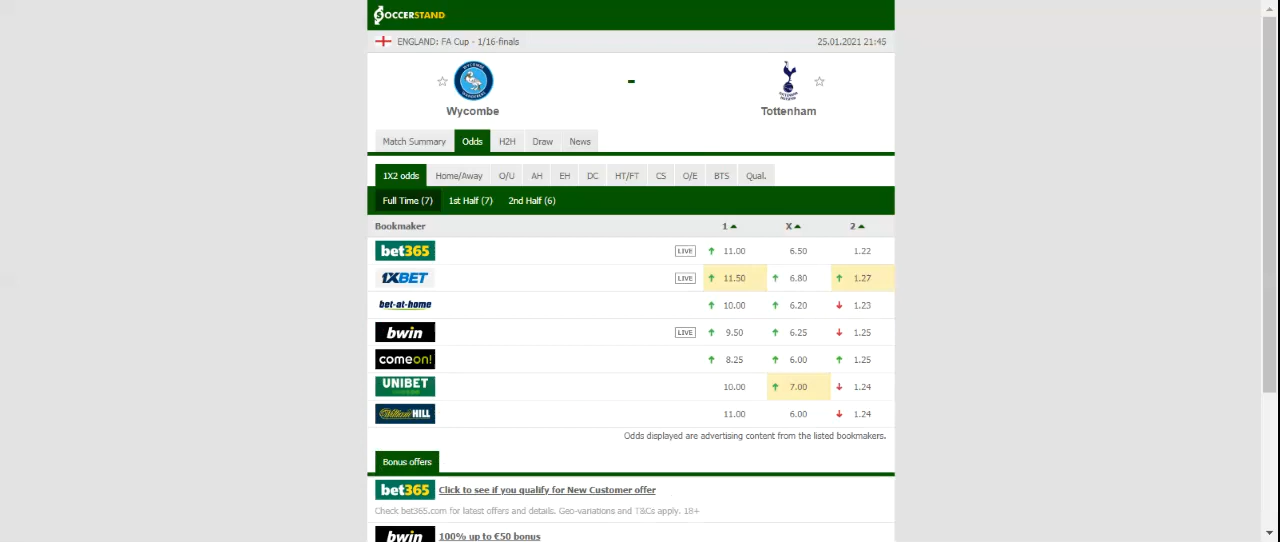 SOCCERSTAND
ENGLAND: FA Cup - 1/16-finals 25.01.2021 21:45
-
Wycombe Tottenham
Match Summary Odds H2H Draw News
1X2 odds Home/Away O/U AH EH DC HT/FT CS O/E BTS Qual.
Full Time (7) 1st Half (7) 2nd Half (6)
Bookmaker 1 X 2
bet365 LIVE 11.00 6.50 1.22
1XBET LIVE 11.50 6.80 1.27
bet-at-home 10.00 6.20 1.23
bwin LIVE 9.50 6.25 1.25
comeon! 8.25 6.00 1.25
UNIBET 10.00 7.00 1.24
William HILL 11.00 6.00 1.24
Odds displayed are advertising content from the listed bookmakers.
Bonus offers
bet365 Click to see if you qualify for New Customer offer
Check bet365.com for latest offers and details. Geo-variations and T&Cs apply. 18+
bwin 100% up to €50 bonus